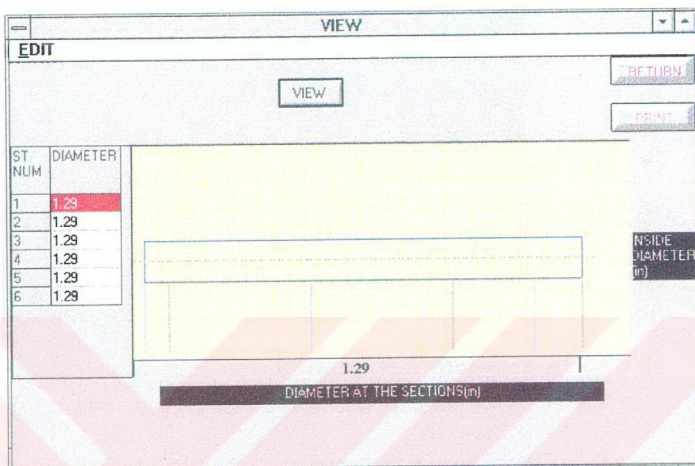 VIEW
EDIT
RETURN
VIEW
PRINT
ST NUM DIAMETER
1 1.29
2 1.29
3 1.29
4 1.29
5 1.29
6 1.29
NSIDE
DIAMETER
(in)
1.29
DIAMETER AT THE SECTIONS(in)